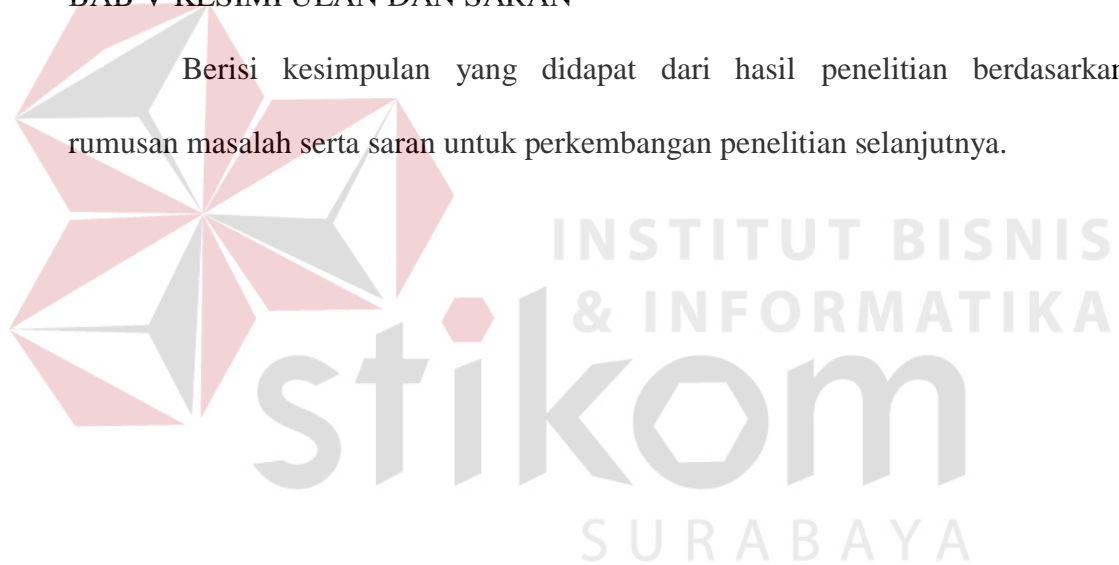 BAB V KESIMPULAN DAN SARAN
Berisi kesimpulan yang didapat dari hasil penelitian berdasarkan
rumusan masalah serta saran untuk perkembangan penelitian selanjutnya.
INSTITUT BISNIS
& INFORMATIKA
stikom
SURABAYA